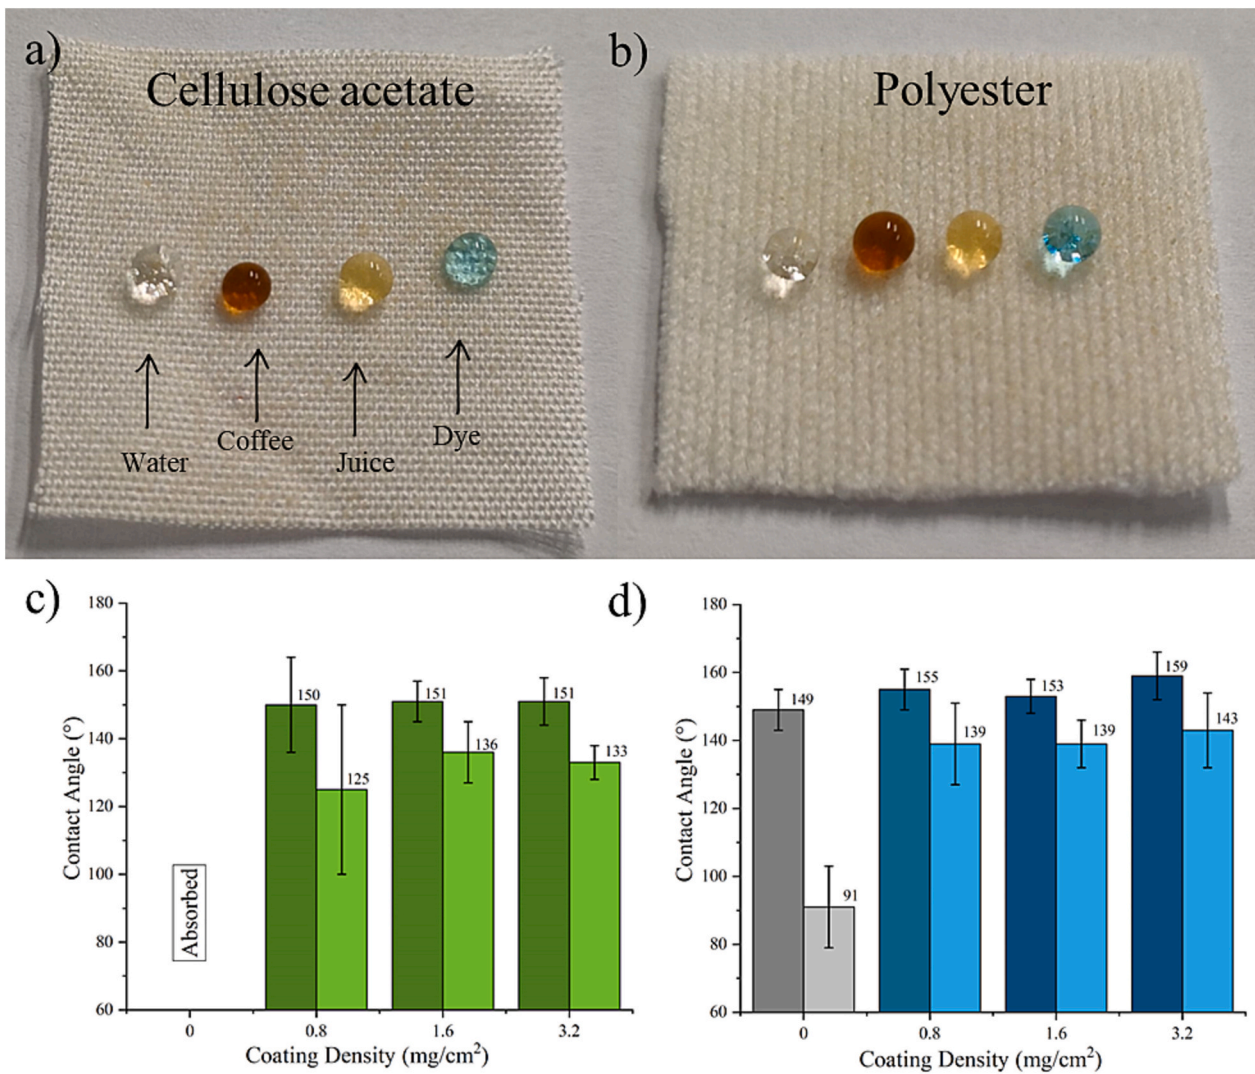 a)
Cellulose acetate
Water
Coffee
Juice
Dye
b)
Polyester
c)
Contact Angle (°)
180
160
140
120
100
80
60
Absorbed
150
125
151
136
151
133
0
0.8
1.6
3.2
Coating Density (mg/cm²)
d)
Contact Angle (°)
180
160
140
120
100
80
60
149
91
155
139
153
139
159
143
0
0.8
1.6
3.2
Coating Density (mg/cm²)